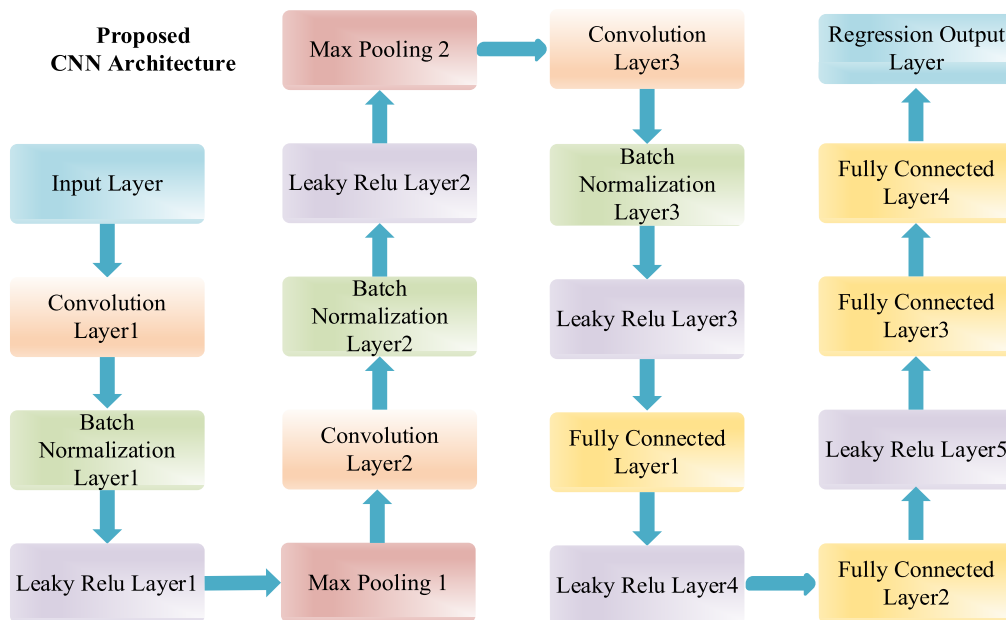 Proposed
CNN Architecture
Input Layer
Convolution
Layer1
Batch
Normalization
Layer1
Leaky Relu Layer1
Max Pooling 1
Convolution
Layer2
Batch
Normalization
Layer2
Leaky Relu Layer2
Max Pooling 2
Convolution
Layer3
Batch
Normalization
Layer3
Leaky Relu Layer3
Fully Connected
Layer1
Leaky Relu Layer4
Fully Connected
Layer2
Leaky Relu Layer5
Fully Connected
Layer3
Fully Connected
Layer4
Regression Output
Layer